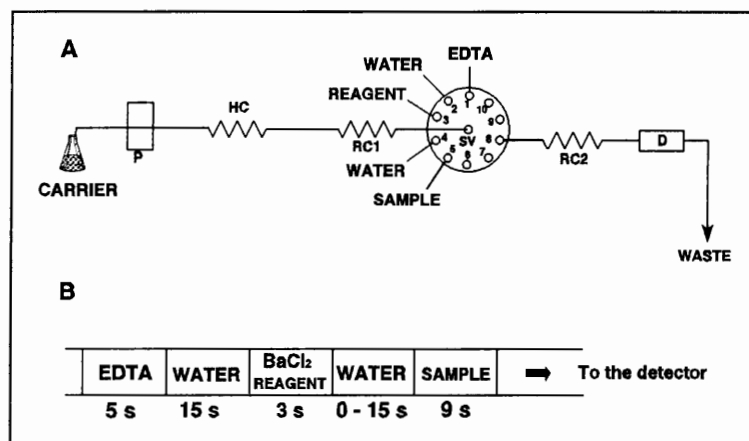 A
EDTA
WATER
REAGENT
HC
P
RC1
WATER
SAMPLE
CARRIER
1
2
3
4
5
6
7
8
9
10
SV
RC2
D
WASTE
B
EDTA WATER BaCl₂ REAGENT WATER SAMPLE To the detector
5 s 15 s 3 s 0 - 15 s 9 s